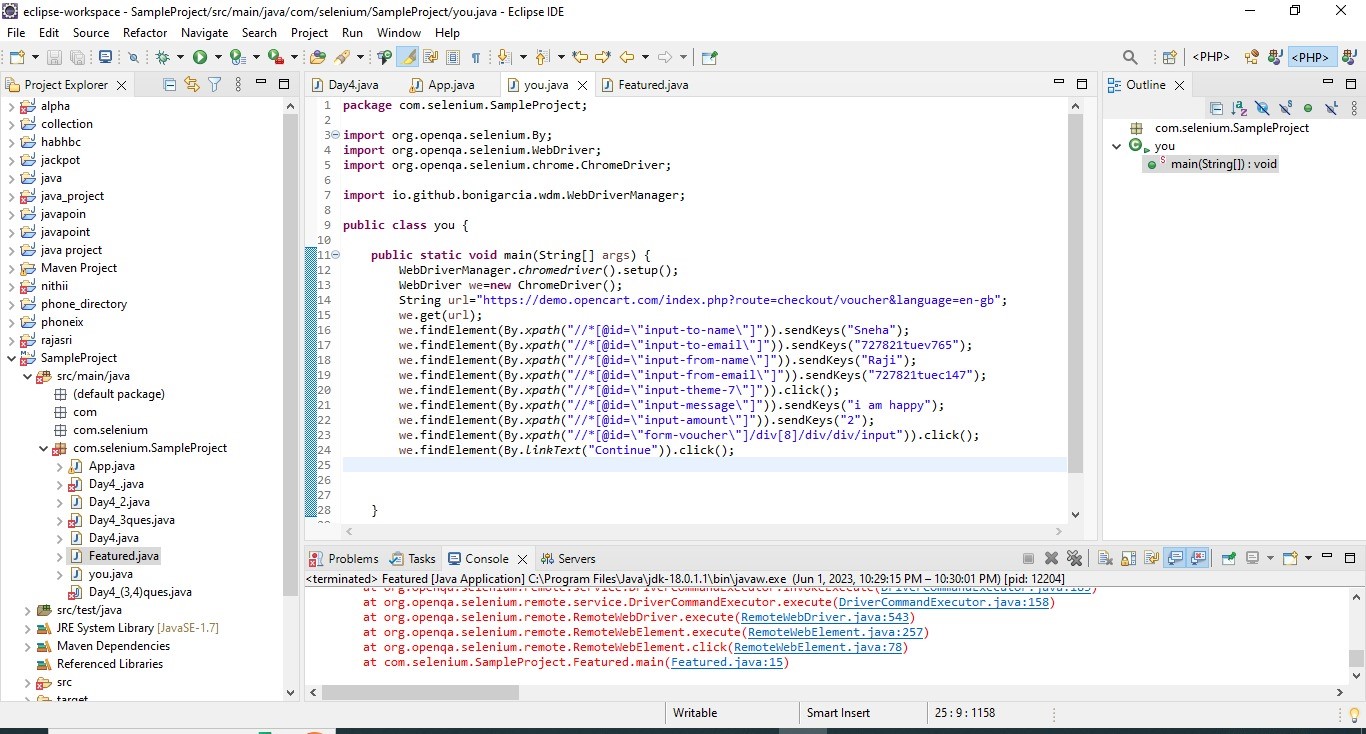 eclipse-workspace - SampleProject/src/main/java/com/selenium/SampleProject/you.java - Eclipse IDE
File Edit Source Refactor Navigate Search Project Run Window Help
<PHP> <PHP>
Project Explorer
alpha
collection
habhbc
jackpot
java
java_project
javapoin
javapoint
java project
Maven Project
nithii
phone_directory
phoneix
rajasri
SampleProject
src/main/java
(default package)
com
com.selenium
com.selenium.SampleProject
App.java
Day4_.java
Day4_2.java
Day4_3ques.java
Day4.java
Featured.java
you.java
Day4_(3,4)ques.java
src/test/java
JRE System Library [JavaSE-1.7]
Maven Dependencies
Referenced Libraries
src
target
Day4.java App.java you.java Featured.java
1 package com.selenium.SampleProject;
2
3 import org.openqa.selenium.By;
4 import org.openqa.selenium.WebDriver;
5 import org.openqa.selenium.chrome.ChromeDriver;
6
7 import io.github.bonigarcia.wdm.WebDriverManager;
8
9 public class you {
10
11 public static void main(String[] args) {
12 WebDriverManager.chromedriver().setup();
13 WebDriver we=new ChromeDriver();
14 String url="https://demo.opencart.com/index.php?route=checkout/voucher&language=en-gb";
15 we.get(url);
16 we.findElement(By.xpath("//*[@id=\"input-to-name\"]")).sendKeys("Sneha");
17 we.findElement(By.xpath("//*[@id=\"input-to-email\"]")).sendKeys("727821tuev765");
18 we.findElement(By.xpath("//*[@id=\"input-from-name\"]")).sendKeys("Raji");
19 we.findElement(By.xpath("//*[@id=\"input-from-email\"]")).sendKeys("727821tuec147");
20 we.findElement(By.xpath("//*[@id=\"input-theme-7\"]")).click();
21 we.findElement(By.xpath("//*[@id=\"input-message\"]")).sendKeys("i am happy");
22 we.findElement(By.xpath("//*[@id=\"input-amount\"]")).sendKeys("2");
23 we.findElement(By.xpath("//*[@id=\"form-voucher\"]/div[8]/div/div/input")).click();
24 we.findElement(By.linkText("Continue")).click();
25
26
27
28 }
Outline
com.selenium.SampleProject
you
main(String[]) : void
Problems Tasks Console Servers
<terminated> Featured [Java Application] C:\Program Files\Java\jdk-18.0.1.1\bin\javaw.exe (Jun 1, 2023, 10:29:15 PM – 10:30:01 PM) [pid: 12204]
at org.openqa.selenium.remote.service.DriverCommandExecutor.invokeExecute(DriverCommandExecutor.java:
at org.openqa.selenium.remote.service.DriverCommandExecutor.execute(DriverCommandExecutor.java:158)
at org.openqa.selenium.remote.RemoteWebDriver.execute(RemoteWebDriver.java:543)
at org.openqa.selenium.remote.RemoteWebElement.execute(RemoteWebElement.java:257)
at org.openqa.selenium.remote.RemoteWebElement.click(RemoteWebElement.java:78)
at com.selenium.SampleProject.Featured.main(Featured.java:15)
Writable Smart Insert 25 : 9 : 1158